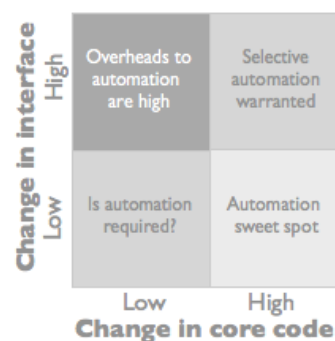 Change in interface
High
Low
Overheads to
automation
are high
Selective
automation
warranted
Is automation
required?
Automation
sweet spot
Low
High
Change in core code